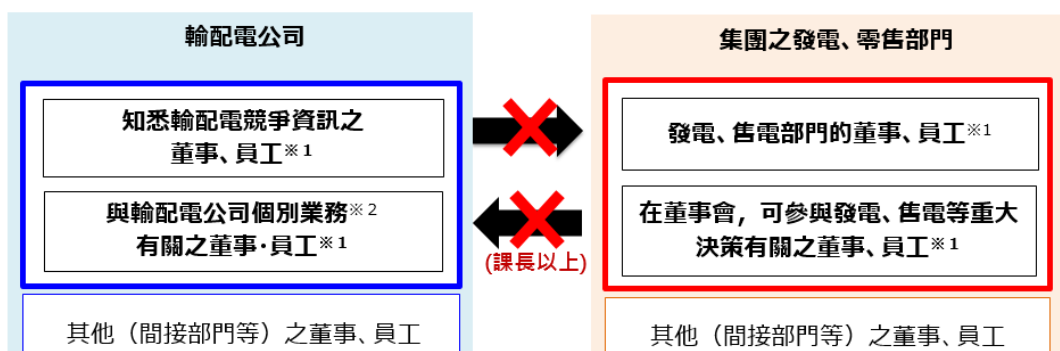 輸配電公司
知悉輸配電競爭資訊之
董事、員工※1
與輸配電公司個別業務※2
有關之董事·員工※1
其他（間接部門等）之董事、員工
(課長以上)
集團之發電、零售部門
發電、售電部門的董事、員工※1
在董事會，可參與發電、售電等重大
決策有關之董事、員工※1
其他（間接部門等）之董事、員工